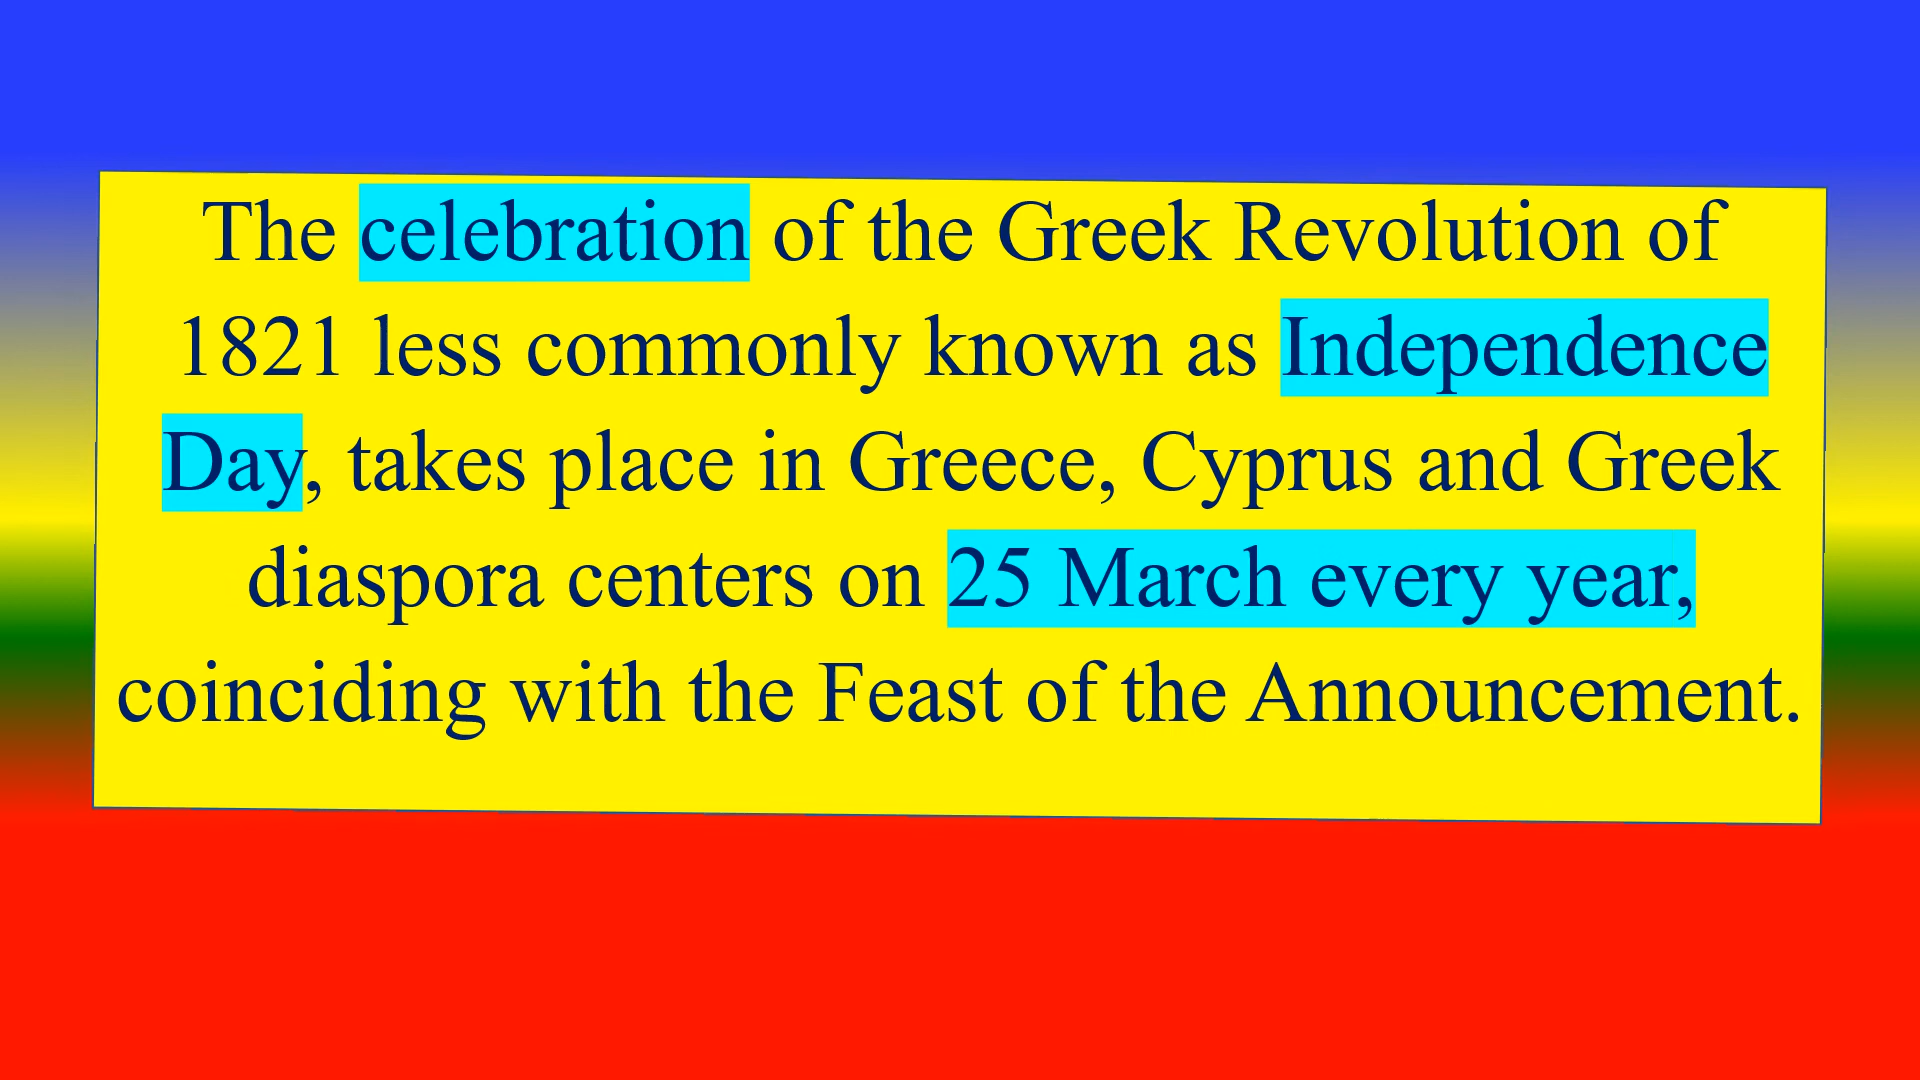 The celebration of the Greek Revolution of
1821 less commonly known as Independence
Day, takes place in Greece, Cyprus and Greek
diaspora centers on 25 March every year,
coinciding with the Feast of the Announcement.